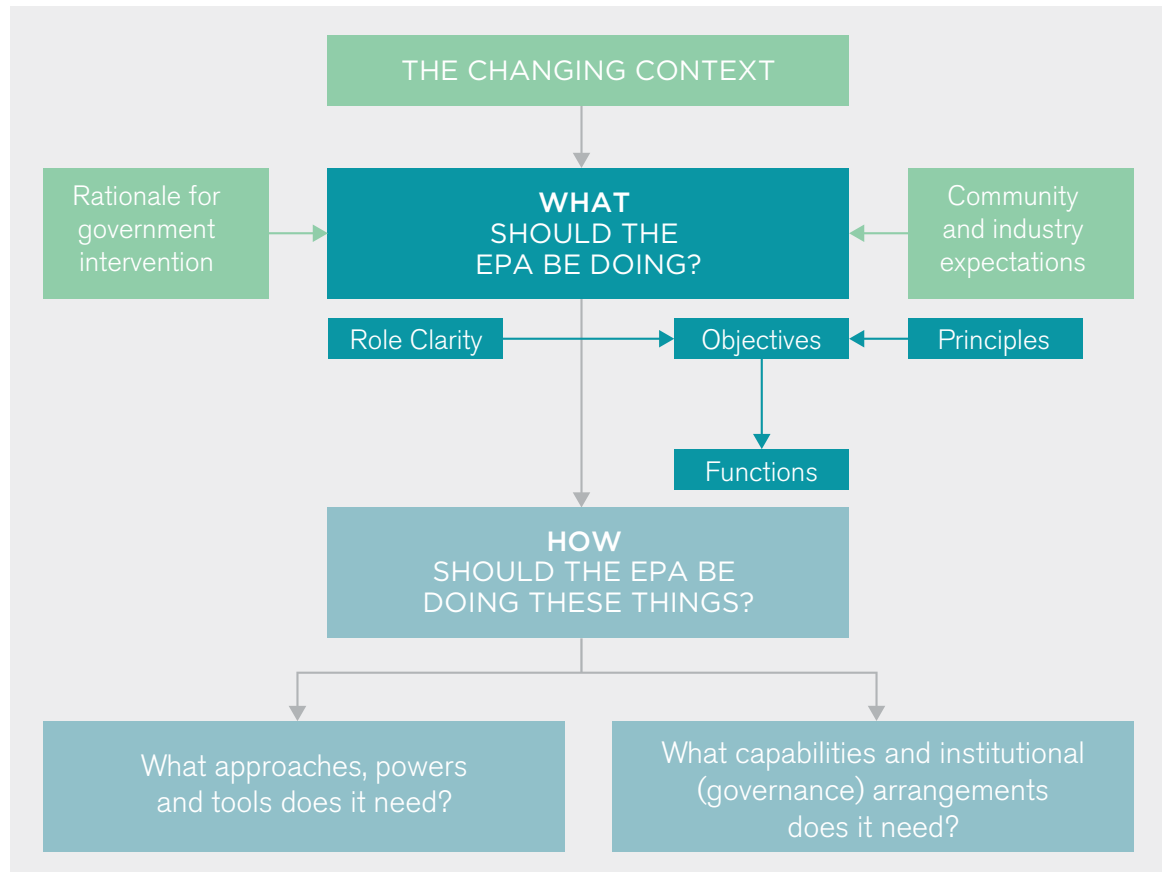 THE CHANGING CONTEXT
Rationale for
government
intervention
WHAT
SHOULD THE
EPA BE DOING?
Community
and industry
expectations
Role Clarity
Objectives
Principles
Functions
HOW
SHOULD THE EPA BE
DOING THESE THINGS?
What approaches, powers
and tools does it need?
What capabilities and institutional
(governance) arrangements
does it need?